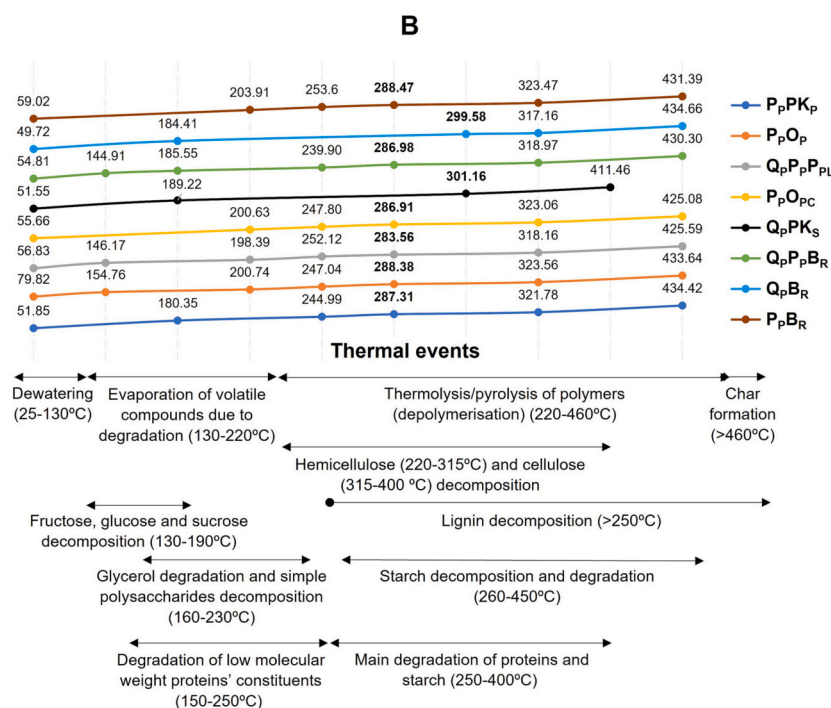 B
59.02 203.91 253.6 288.47 323.47 431.39
49.72 184.41 299.58 317.16 434.66
54.81 144.91 185.55 239.90 286.98 318.97 430.30
51.55 189.22 301.16 411.46
55.66 200.63 247.80 286.91 323.06 425.08
56.83 146.17 198.39 252.12 283.56 318.16 425.59
79.82 154.76 200.74 247.04 288.38 323.56 433.64
51.85 180.35 244.99 287.31 321.78 434.42
PpPKp
PpOp
QpPpPPL
PpOPC
QpPKS
QpPpBR
QpBR
PpBR
Thermal events
Dewatering
(25-130ºC)
Evaporation of volatile
compounds due to
degradation (130-220ºC)
Thermolysis/pyrolysis of polymers
(depolymerisation) (220-460ºC)
Char
formation
(>460ºC)
Hemicellulose (220-315ºC) and cellulose
(315-400 ºC) decomposition
Fructose, glucose and sucrose
decomposition (130-190ºC)
Lignin decomposition (>250ºC)
Glycerol degradation and simple
polysaccharides decomposition
(160-230ºC)
Starch decomposition and degradation
(260-450ºC)
Degradation of low molecular
weight proteins' constituents
(150-250ºC)
Main degradation of proteins and
starch (250-400ºC)